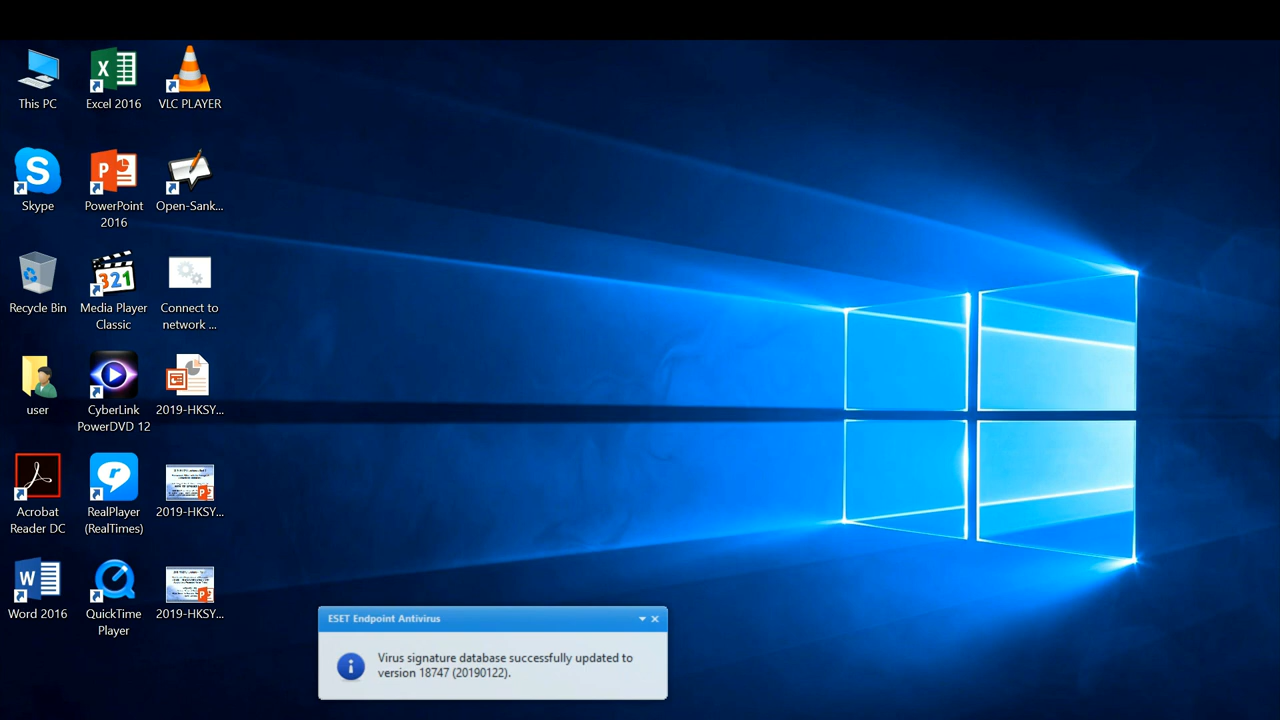 This PC
Excel 2016
VLC PLAYER
Skype
PowerPoint
2016
Open-Sank...
Recycle Bin
Media Player
Classic
Connect to
network ...
user
CyberLink
PowerDVD 12
2019-HKSY...
Acrobat
Reader DC
RealPlayer
(RealTimes)
2019-HKSY...
Word 2016
QuickTime
Player
2019-HKSY...
ESET Endpoint Antivirus
Virus signature database successfully updated to
version 18747 (20190122).